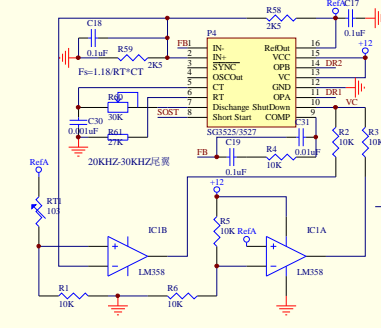 R58
2K5
RefA
C17
0.1uF
+12
C18
0.1uF
R59
2K5
Fs=1.18/RT*CT
P4
FB1
1 IN- RefOut 16
2 IN+ VCC 15
3 SYNC OPB 14 DR2
4 OSCOut VC 13
5 CT GND 12
6 RT OPA 11 DR1
7 Dischange ShutDown 10 VC
SOST 8 Short Start COMP 9
SG3525/3527
R60
30K
C30
0.001uF
R61
27K
20KHZ-30KHZ尾翼
FB
C19
0.1uF
R4
10K
C31
0.01uF
R2
10K
R3
10K
RefA
RT1
103
+12
R5
10K
RefA
IC1B
LM358
IC1A
LM358
R1
10K
R6
10K